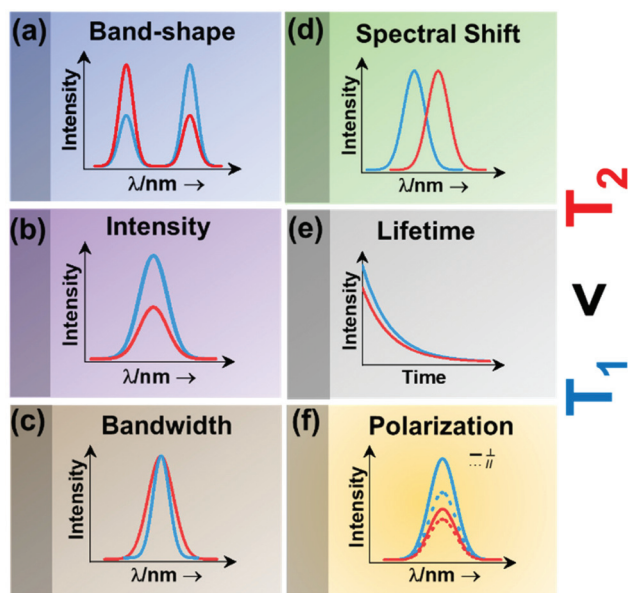 (a) Band-shape
Intensity
λ/nm →
(b) Intensity
Intensity
λ/nm →
(c) Bandwidth
Intensity
λ/nm →
(d) Spectral Shift
Intensity
λ/nm →
(e) Lifetime
Intensity
Time
(f) Polarization
— ⊥
... //
Intensity
λ/nm →
T₁ < T₂